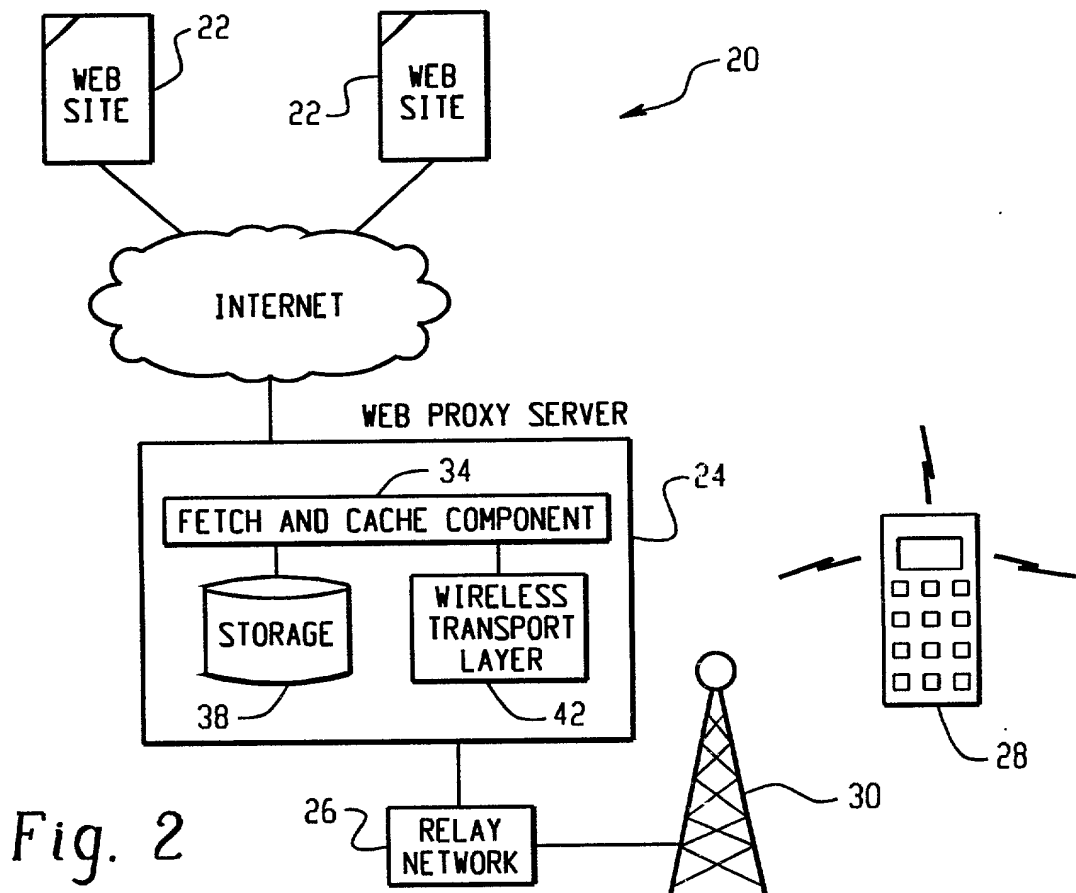 22
WEB
SITE
22
WEB
SITE
20
INTERNET
WEB PROXY SERVER
34
24
FETCH AND CACHE COMPONENT
STORAGE
WIRELESS
TRANSPORT
LAYER
38
42
28
30
26
RELAY
NETWORK
Fig. 2